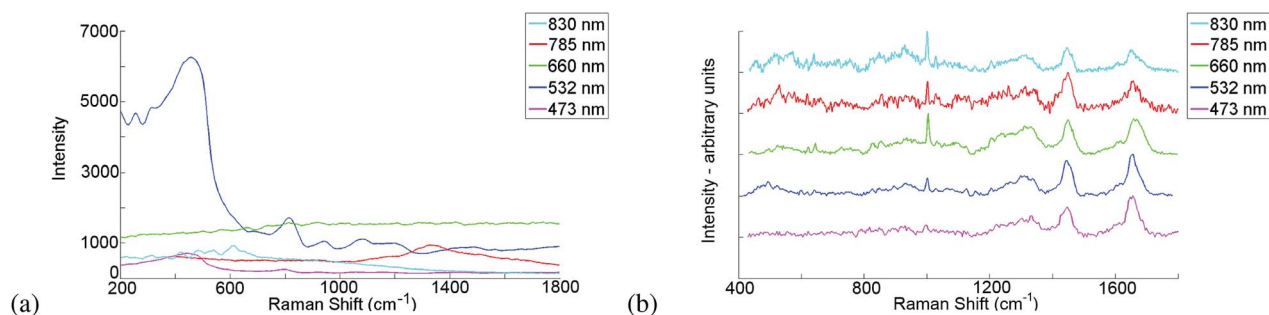 7000
5000
3000
1000
0
Intensity
200
600
1000
1400
1800
Raman Shift (cm⁻¹)
830 nm
785 nm
660 nm
532 nm
473 nm
(a)
Intensity - arbitrary units
400
800
1200
1600
Raman Shift (cm⁻¹)
830 nm
785 nm
660 nm
532 nm
473 nm
(b)